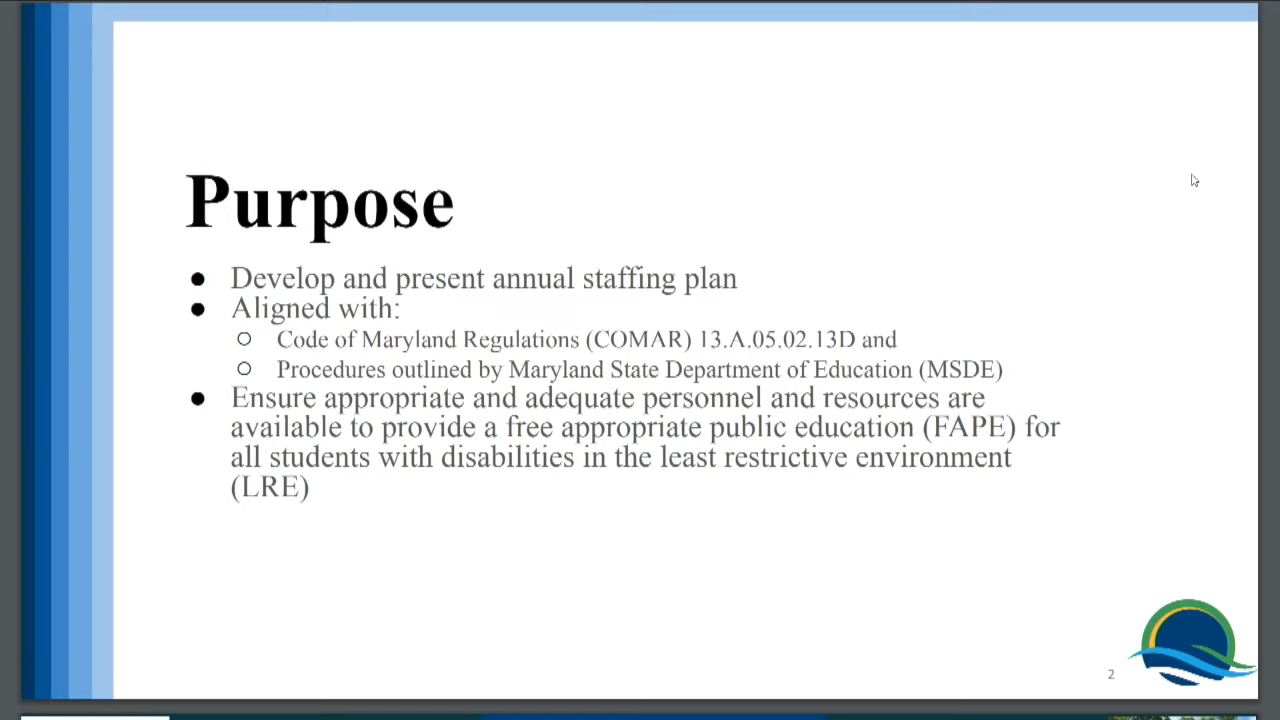 Purpose
● Develop and present annual staffing plan
● Aligned with:
○ Code of Maryland Regulations (COMAR) 13.A.05.02.13D and
○ Procedures outlined by Maryland State Department of Education (MSDE)
● Ensure appropriate and adequate personnel and resources are
available to provide a free appropriate public education (FAPE) for
all students with disabilities in the least restrictive environment
(LRE)
2